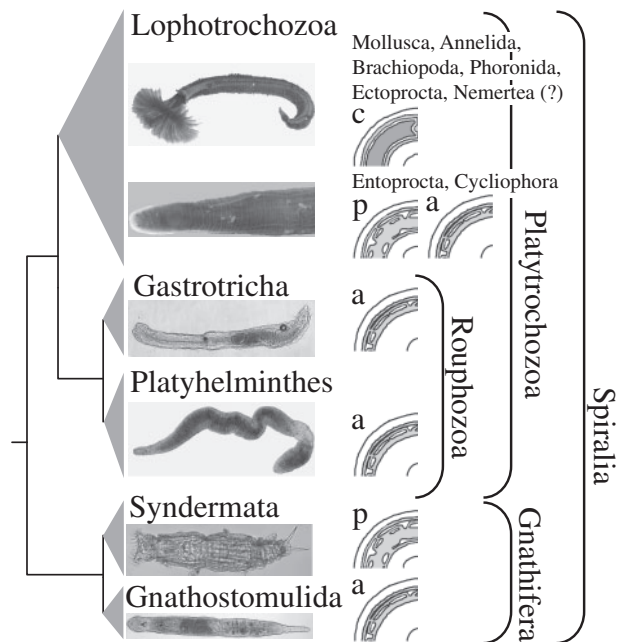 Lophotrochozoa
Mollusca, Annelida,
Brachiopoda, Phoronida,
Ectoprocta, Nemertea (?)
c
Entoprocta, Cycliophora
p
a
Gastrotricha
a
Platyhelminthes
a
Syndermata
p
Gnathostomulida
a
Rouphozoa
Platytrochozoa
Gnathifera
Spiralia